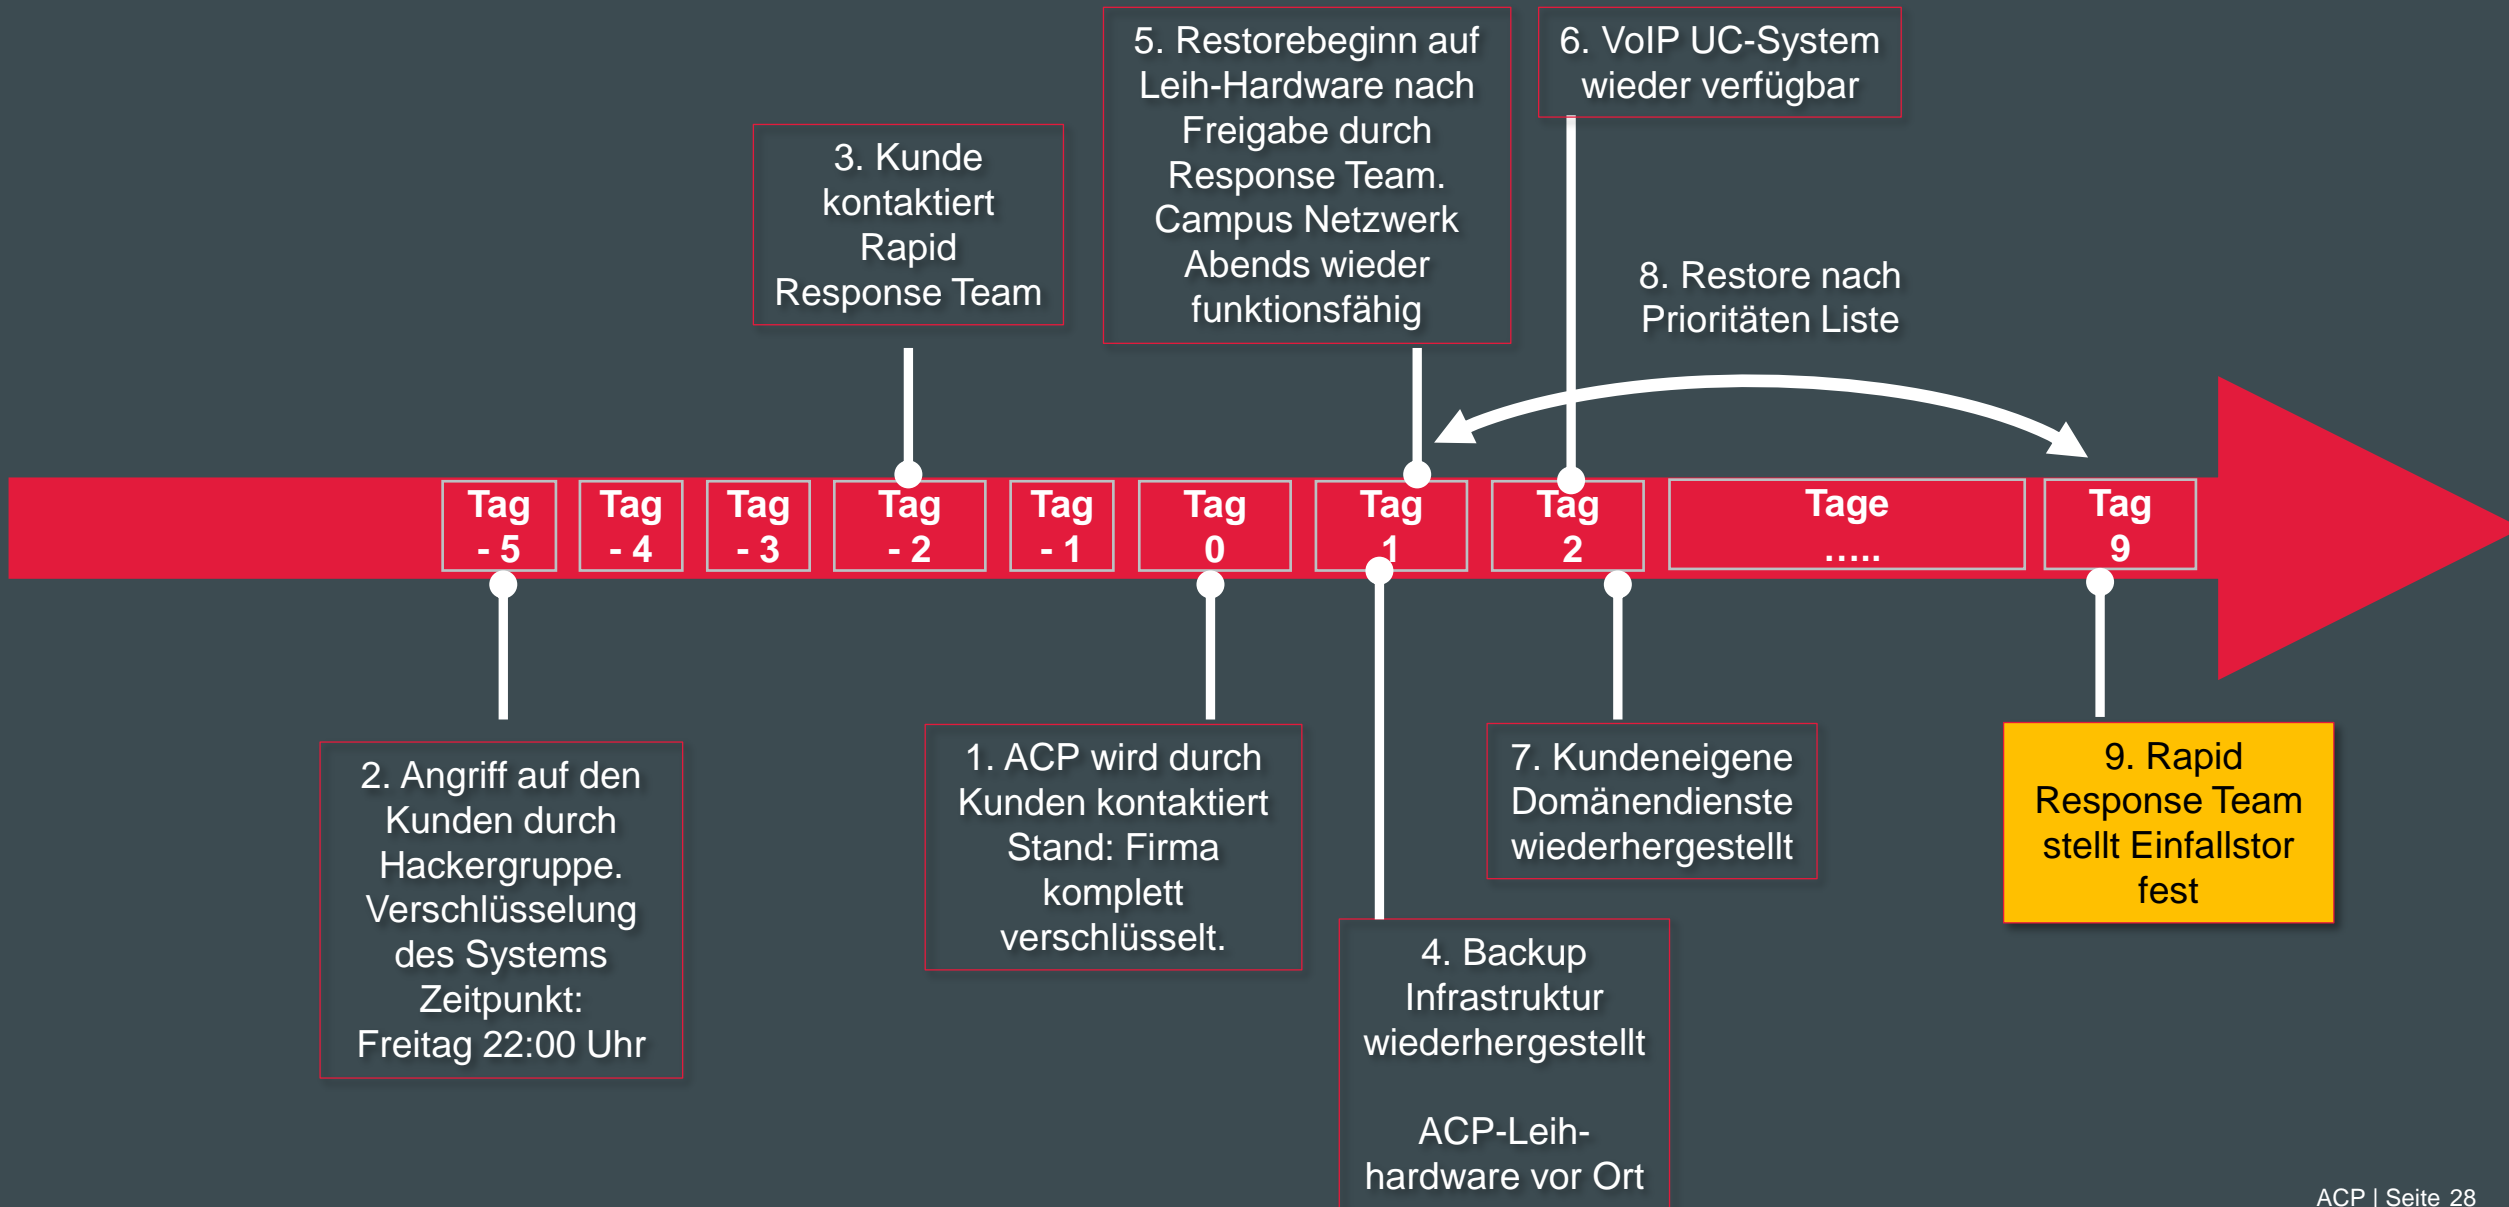 3. Kunde
kontaktiert
Rapid
Response Team
5. Restorebeginn auf
Leih-Hardware nach
Freigabe durch
Response Team.
Campus Netzwerk
Abends wieder
funktionsfähig
6. VoIP UC-System
wieder verfügbar
8. Restore nach
Prioritäten Liste
Tag
- 5
Tag
- 4
Tag
- 3
Tag
- 2
Tag
- 1
Tag
0
Tag
1
Tag
2
Tage
.....
Tag
9
2. Angriff auf den
Kunden durch
Hackergruppe.
Verschlüsselung
des Systems
Zeitpunkt:
Freitag 22:00 Uhr
1. ACP wird durch
Kunden kontaktiert
Stand: Firma
komplett
verschlüsselt.
4. Backup
Infrastruktur
wiederhergestellt
ACP-Leih-
hardware vor Ort
7. Kundeneigene
Domänendienste
wiederhergestellt
9. Rapid
Response Team
stellt Einfallstor
fest
ACP | Seite 28